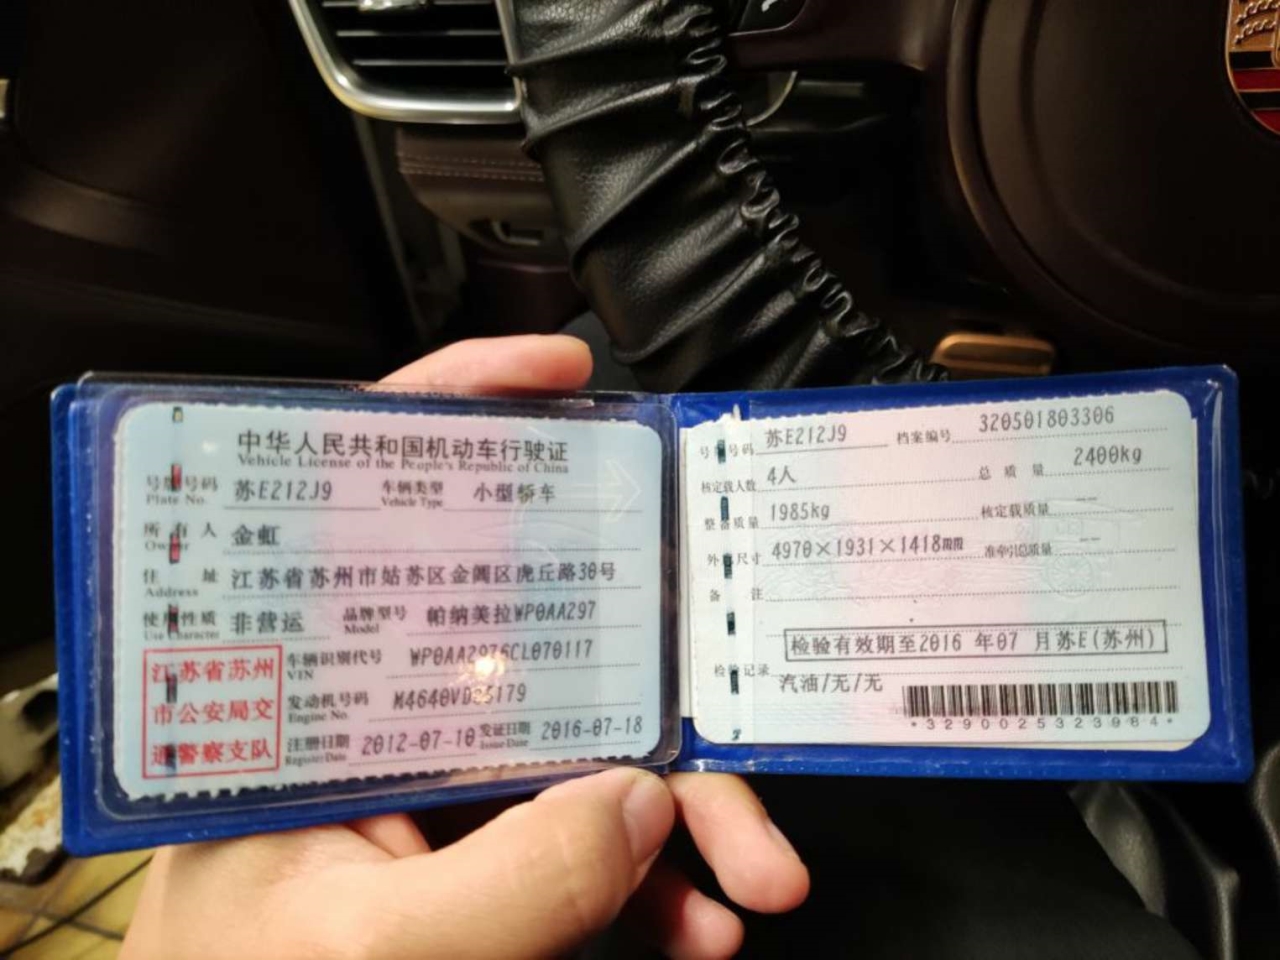 中华人民共和国机动车行驶证
Vehicle License of the People's Republic of China
号牌号码 苏E212J9 车辆类型 小型轿车
Plate No. Vehicle Type
所有人 金虹
Owner
住址 江苏省苏州市姑苏区金阊区虎丘路30号
Address
使用性质 非营运 品牌型号 帕纳美拉WP0AA297
Use Character Model
江苏省苏州
市公安局交
通警察支队
车辆识别代号 WP0AA2976CL070117
VIN
发动机号码
Engine No.
注册日期 2012-07-10 发证日期 2016-07-18
Register Date Issue Date
号牌号码 苏E212J9 档案编号 320501803306
核定载人数 4人 总质量 2400kg
整备质量 1985kg 核定载质量 --
外廓尺寸 4970×1931×1418 准牵引总质量 --
备注
检验有效期至2016 年07 月苏E(苏州)
检验记录
汽油/无/无
*3290025323984*